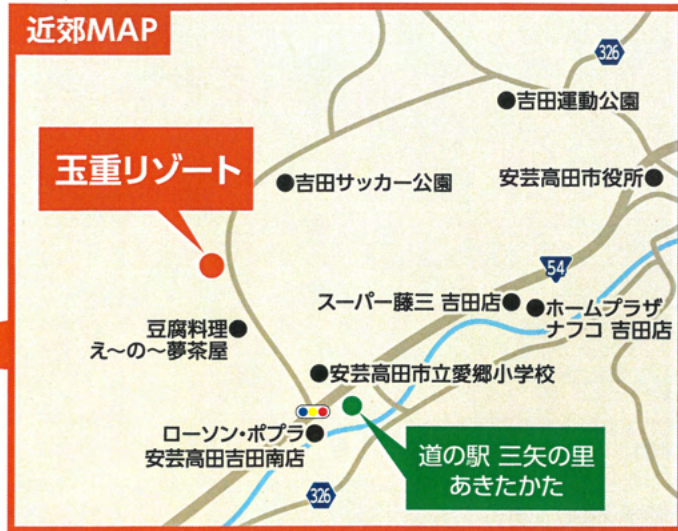 近郊MAP
326
吉田運動公園
玉重リゾート
吉田サッカー公園
安芸高田市役所
54
スーパー藤三 吉田店
ホームプラザ
ナフコ 吉田店
豆腐料理
え〜の〜夢茶屋
安芸高田市立愛郷小学校
ローソン・ポプラ
安芸高田吉田南店
道の駅 三矢の里
あきたかた
326